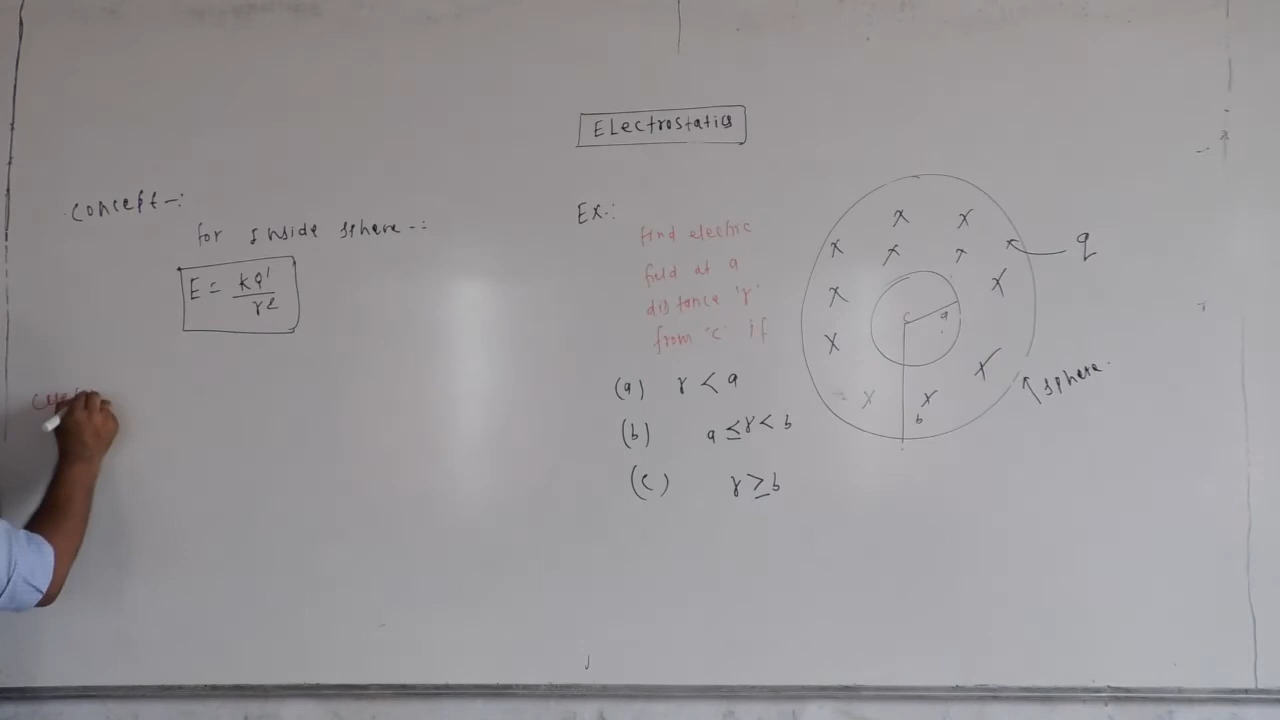 ELectrostatics
Concept-:
for inside sphere-:
E = kq'/r²
Ex.:
find electric
field at a
distance 'r'
from 'c' if
(a) r < a
(b) a ≤ r < b
(c) r ≥ b
q
c
a
b
sphere.